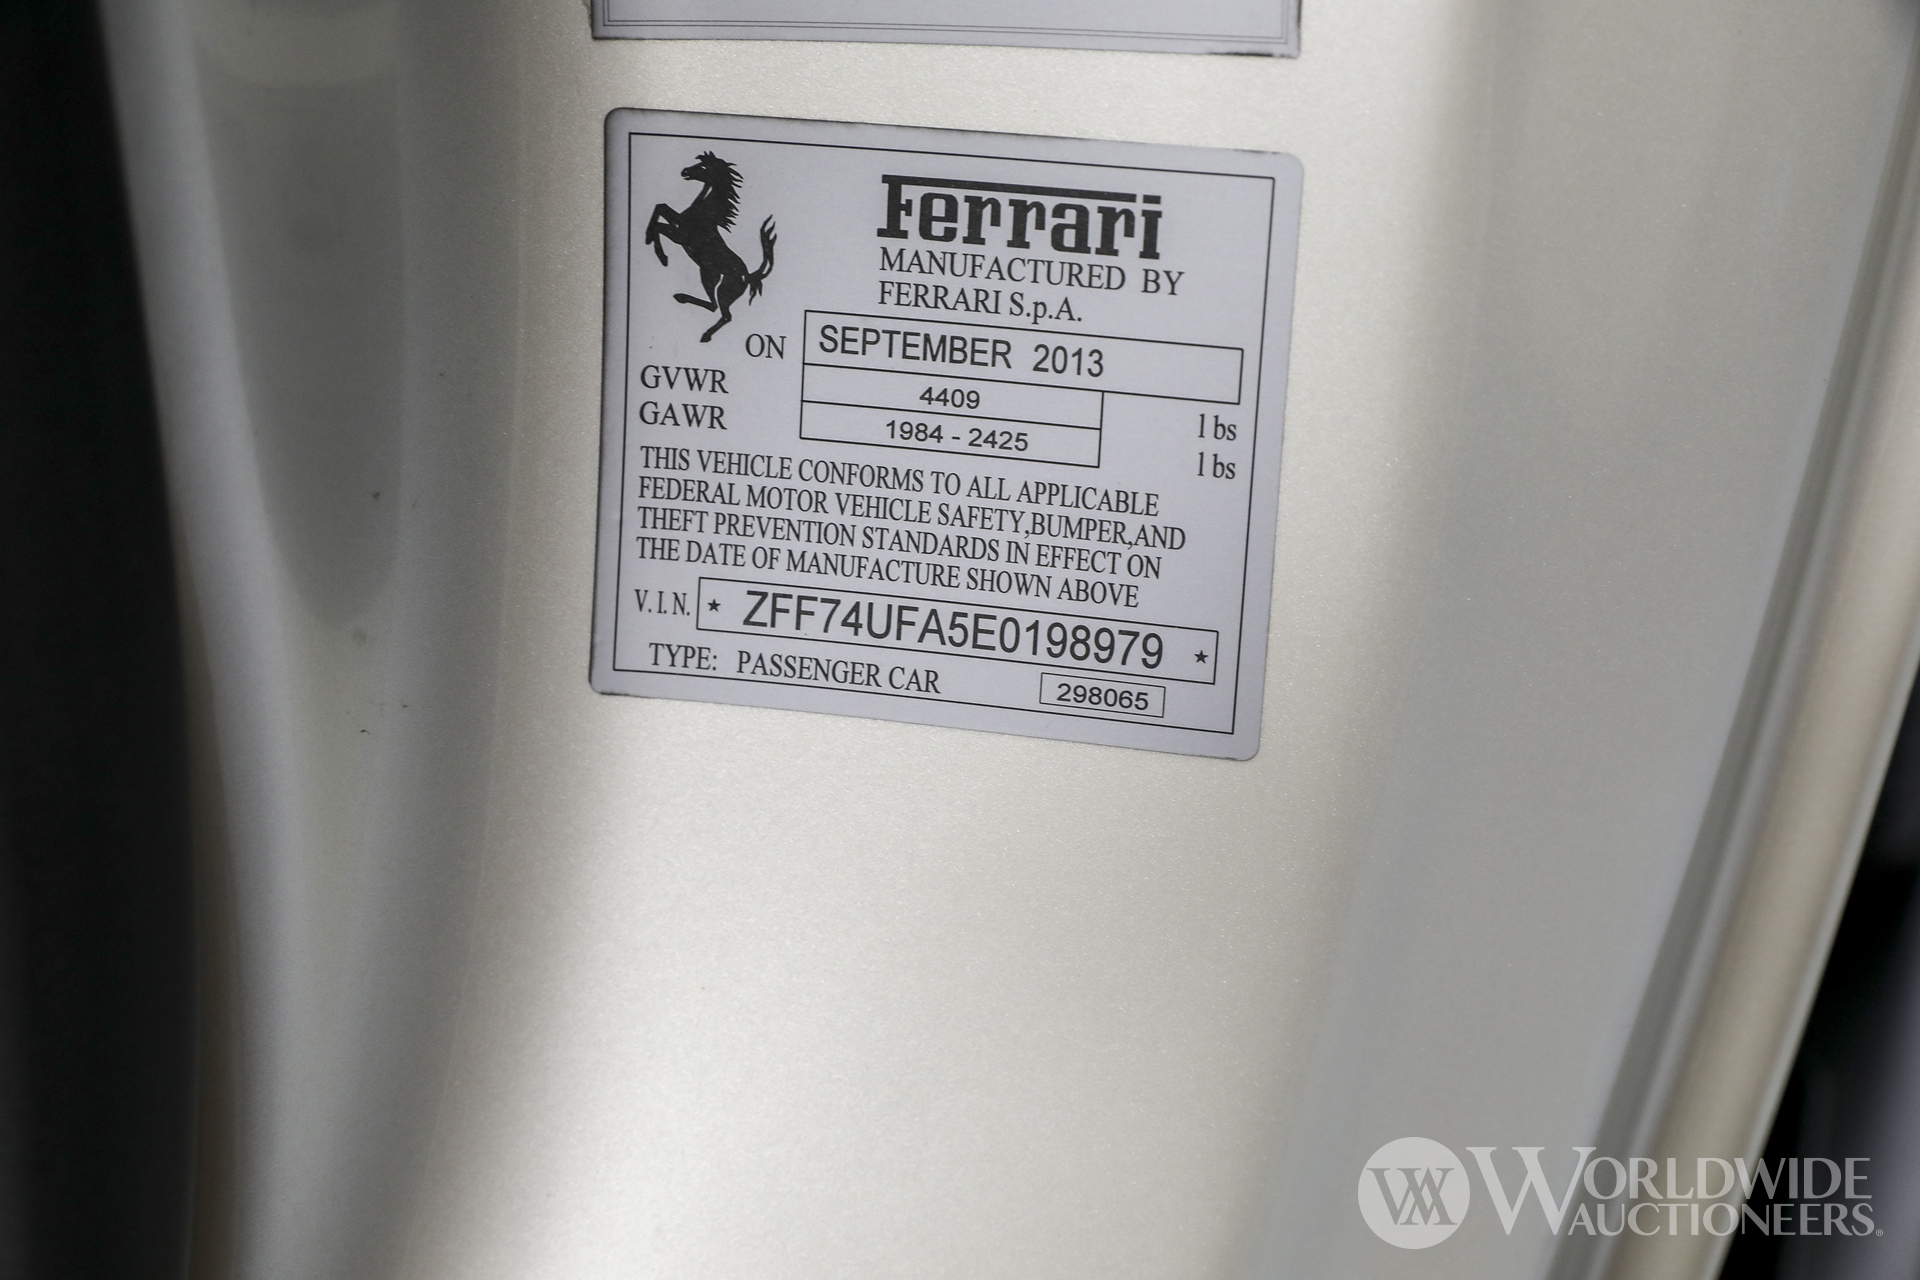 Ferrari
MANUFACTURED BY
FERRARI S.p.A.
ON SEPTEMBER 2013
GVWR 4409 lbs
GAWR 1984 - 2425 lbs
THIS VEHICLE CONFORMS TO ALL APPLICABLE
FEDERAL MOTOR VEHICLE SAFETY,BUMPER,AND
THEFT PREVENTION STANDARDS IN EFFECT ON
THE DATE OF MANUFACTURE SHOWN ABOVE
V.I.N. ★ ZFF74UFA5E0198979 ★
TYPE: PASSENGER CAR 298065
WORLDWIDE
AUCTIONEERS®